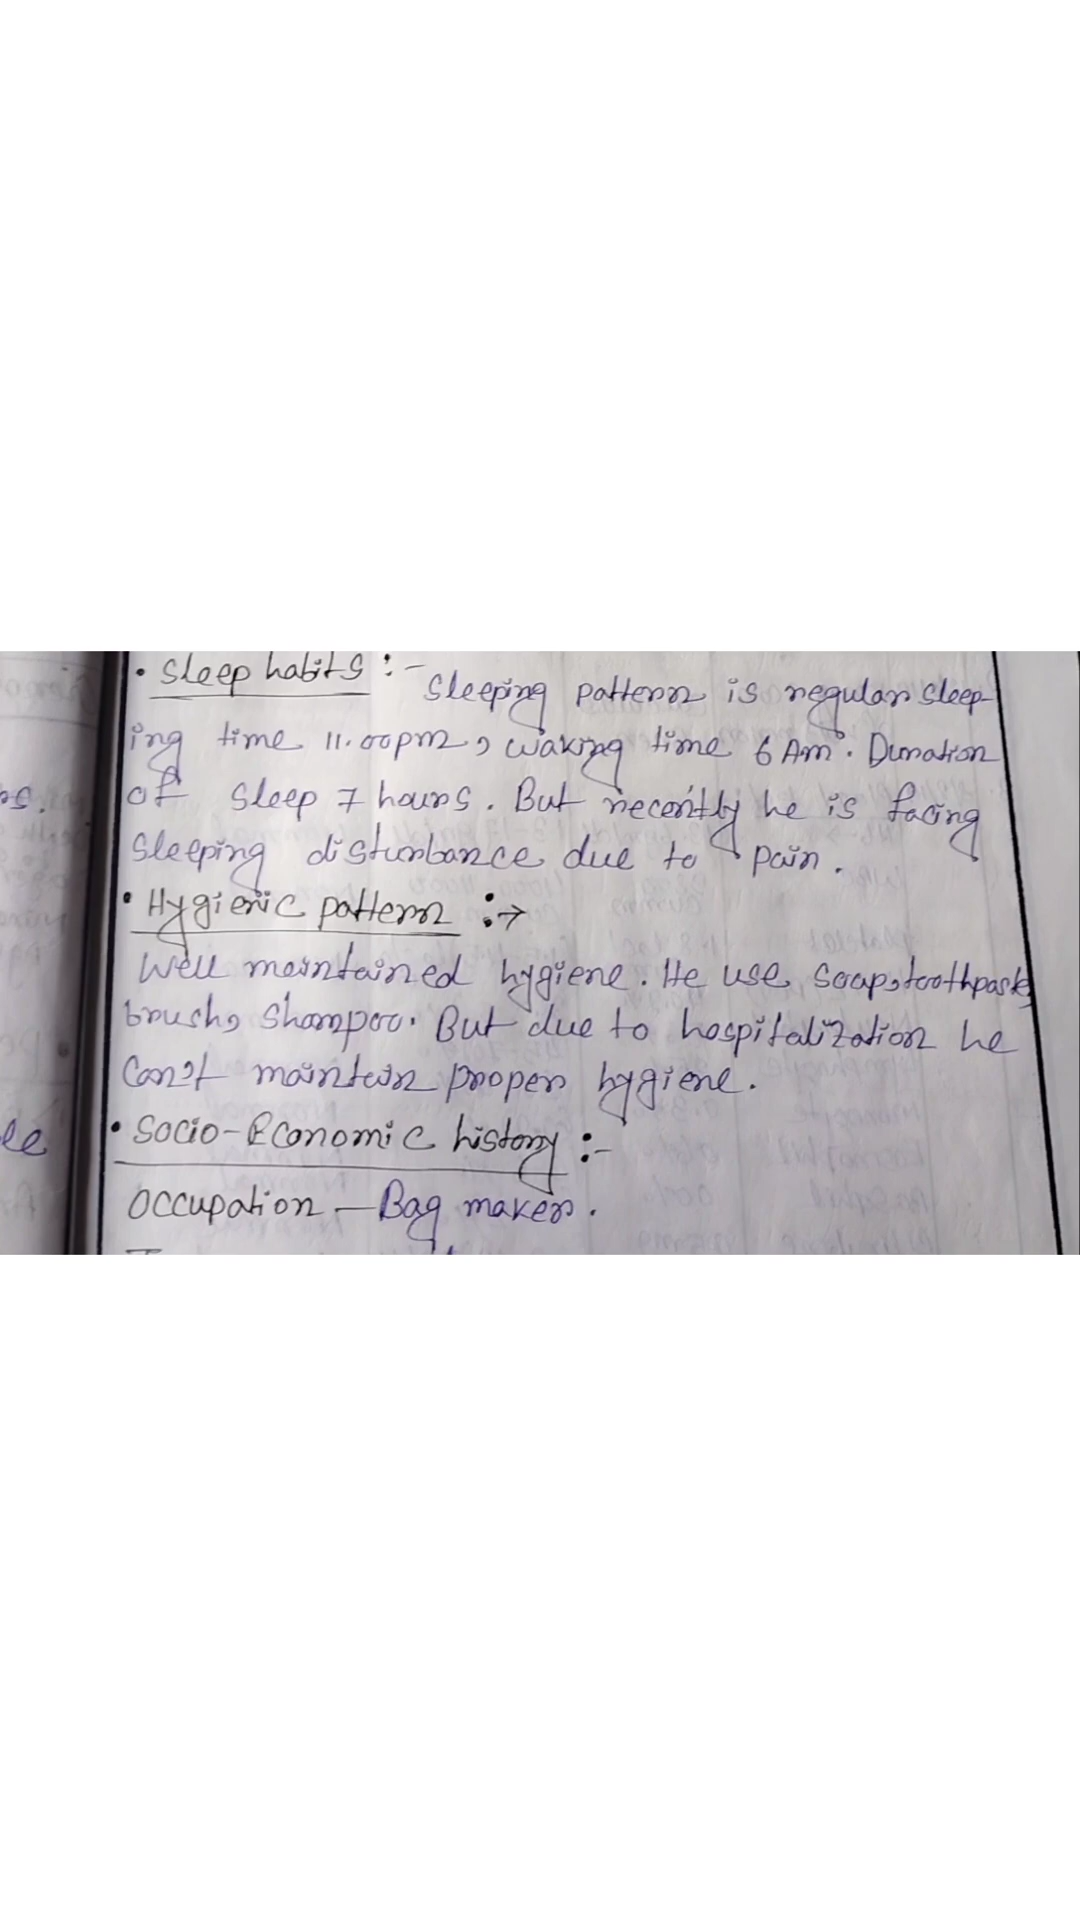 • Sleep habits :- Sleeping pattern is regular sleep-
ing time 11.00pm, waking time 6 Am. Duration
of sleep 7 hours. But recently he is facing
sleeping disturbance due to pain.
• Hygienic pattern :→
Well maintained hygiene. He use soap, toothpaste
brush, shampoo. But due to hospitalization he
can't maintain proper hygiene.
• Socio-Economic history :-
Occupation — Bag maker.